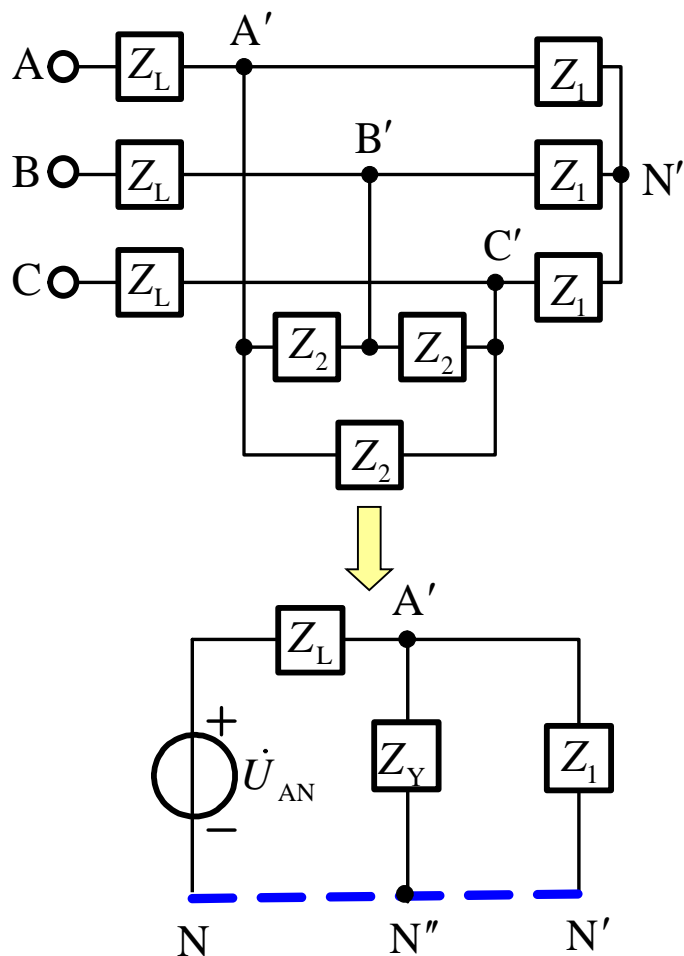 A′
A Z_L Z_1
B′
B Z_L Z_1 N′
C′
C Z_L Z_1
Z_2 Z_2
Z_2
A′
Z_L
+
U̇_AN Z_Y Z_1
−
N N″ N′